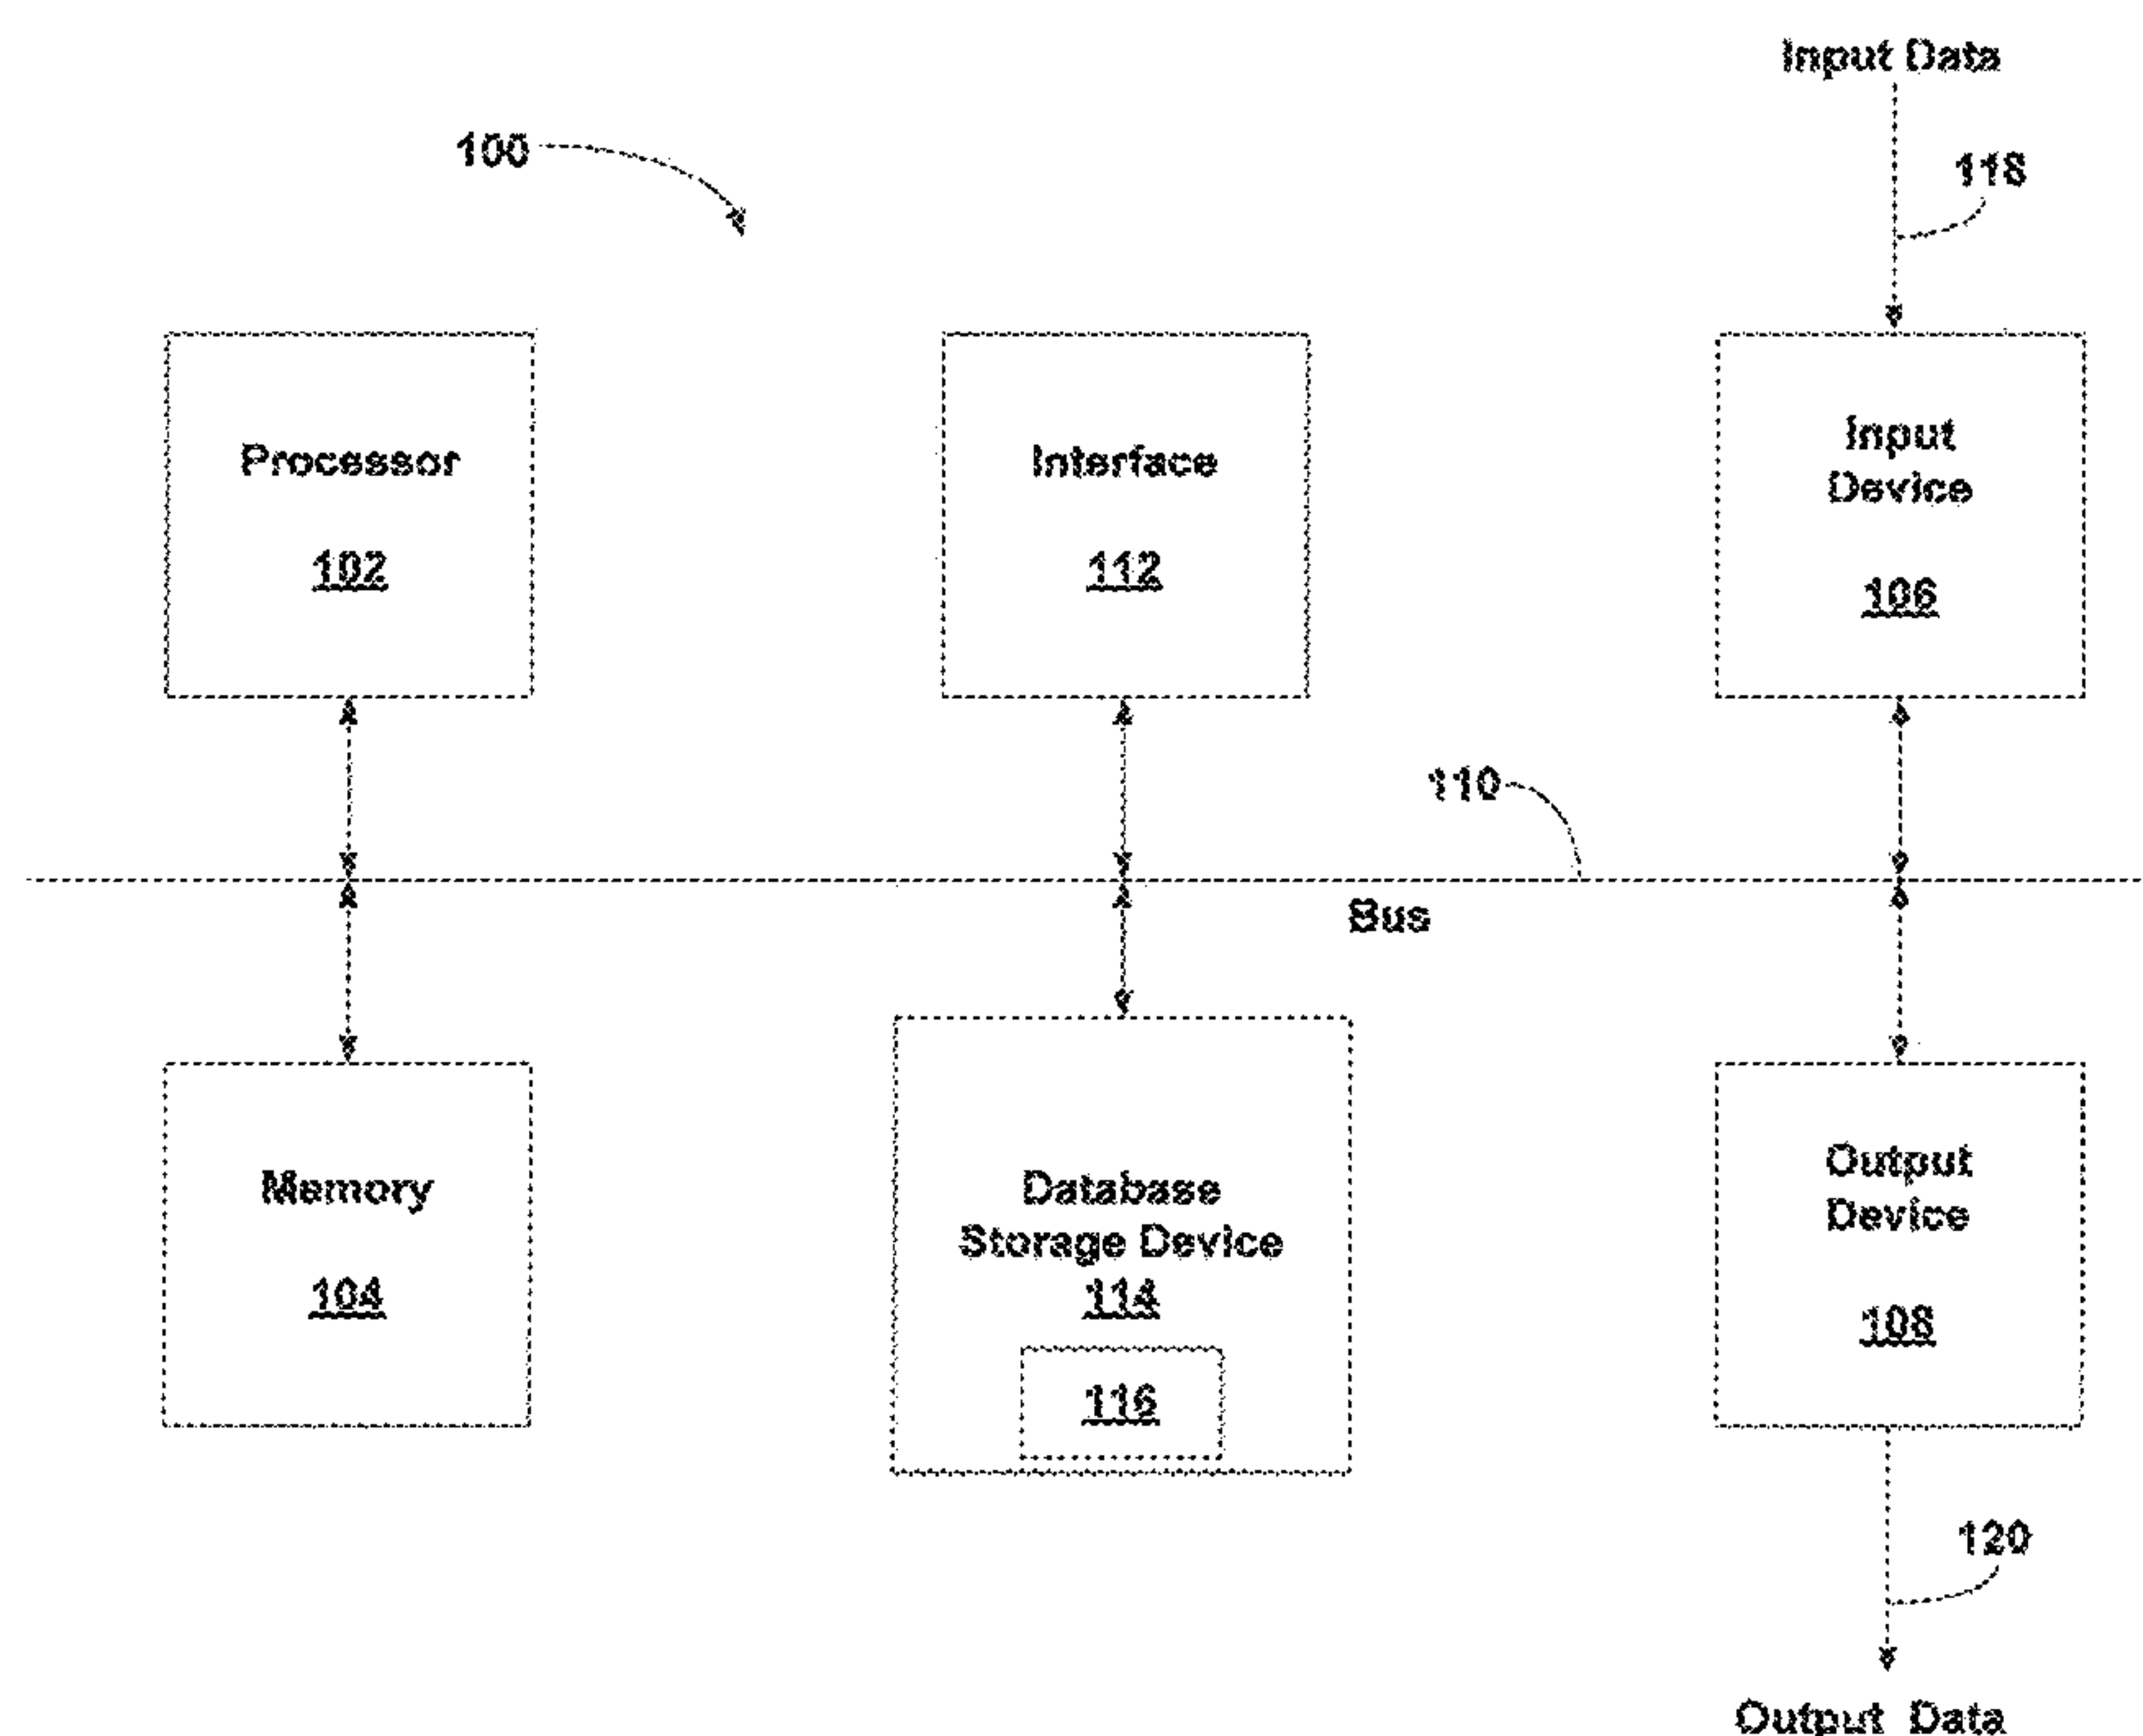 Input Data
100
118
Processor
102
Interface
112
Input
Device
106
110
Bus
Memory
104
Database
Storage Device
114
116
Output
Device
108
120
Output Data